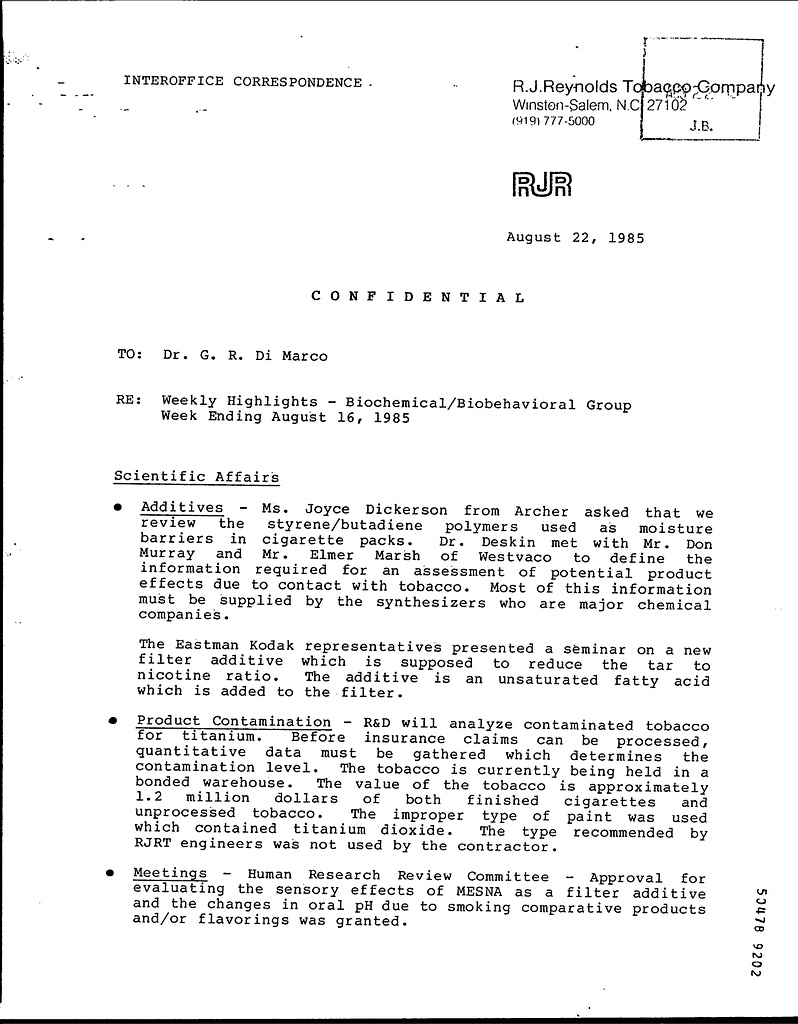 INTEROFFICE CORRESPONDENCE
R.J.Reynolds Tobacco Company
Winston-Salem, N.C. 27102
(919) 777-5000
J.B.
RJR
August 22, 1985
CONFIDENTIAL
TO: Dr. G. R. Di Marco
RE: Weekly Highlights - Biochemical/Biobehavioral Group
Week Ending August 16, 1985
Scientific Affairs
• Additives - Ms. Joyce Dickerson from Archer asked that we
review the styrene/butadiene polymers used as moisture
barriers in cigarette packs. Dr. Deskin met with Mr. Don
Murray and Mr. Elmer Marsh of Westvaco to define the
information required for an assessment of potential product
effects due to contact with tobacco. Most of this information
must be supplied by the synthesizers who are major chemical
companies.
The Eastman Kodak representatives presented a seminar on a new
filter additive which is supposed to reduce the tar to
nicotine ratio. The additive is an unsaturated fatty acid
which is added to the filter.
• Product Contamination - R&D will analyze contaminated tobacco
for titanium. Before insurance claims can be processed,
quantitative data must be gathered which determines the
contamination level. The tobacco is currently being held in a
bonded warehouse. The value of the tobacco is approximately
1.2 million dollars of both finished cigarettes and
unprocessed tobacco. The improper type of paint was used
which contained titanium dioxide. The type recommended by
RJRT engineers was not used by the contractor.
• Meetings - Human Research Review Committee - Approval for
evaluating the sensory effects of MESNA as a filter additive
and the changes in oral pH due to smoking comparative products
and/or flavorings was granted.
50478 9202